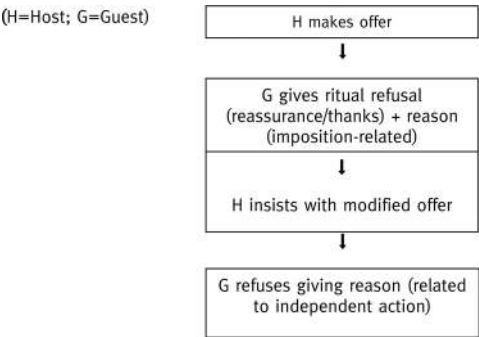 (H=Host; G=Guest)
H makes offer
G gives ritual refusal
(reassurance/thanks) + reason
(imposition-related)
H insists with modified offer
G refuses giving reason (related
to independent action)